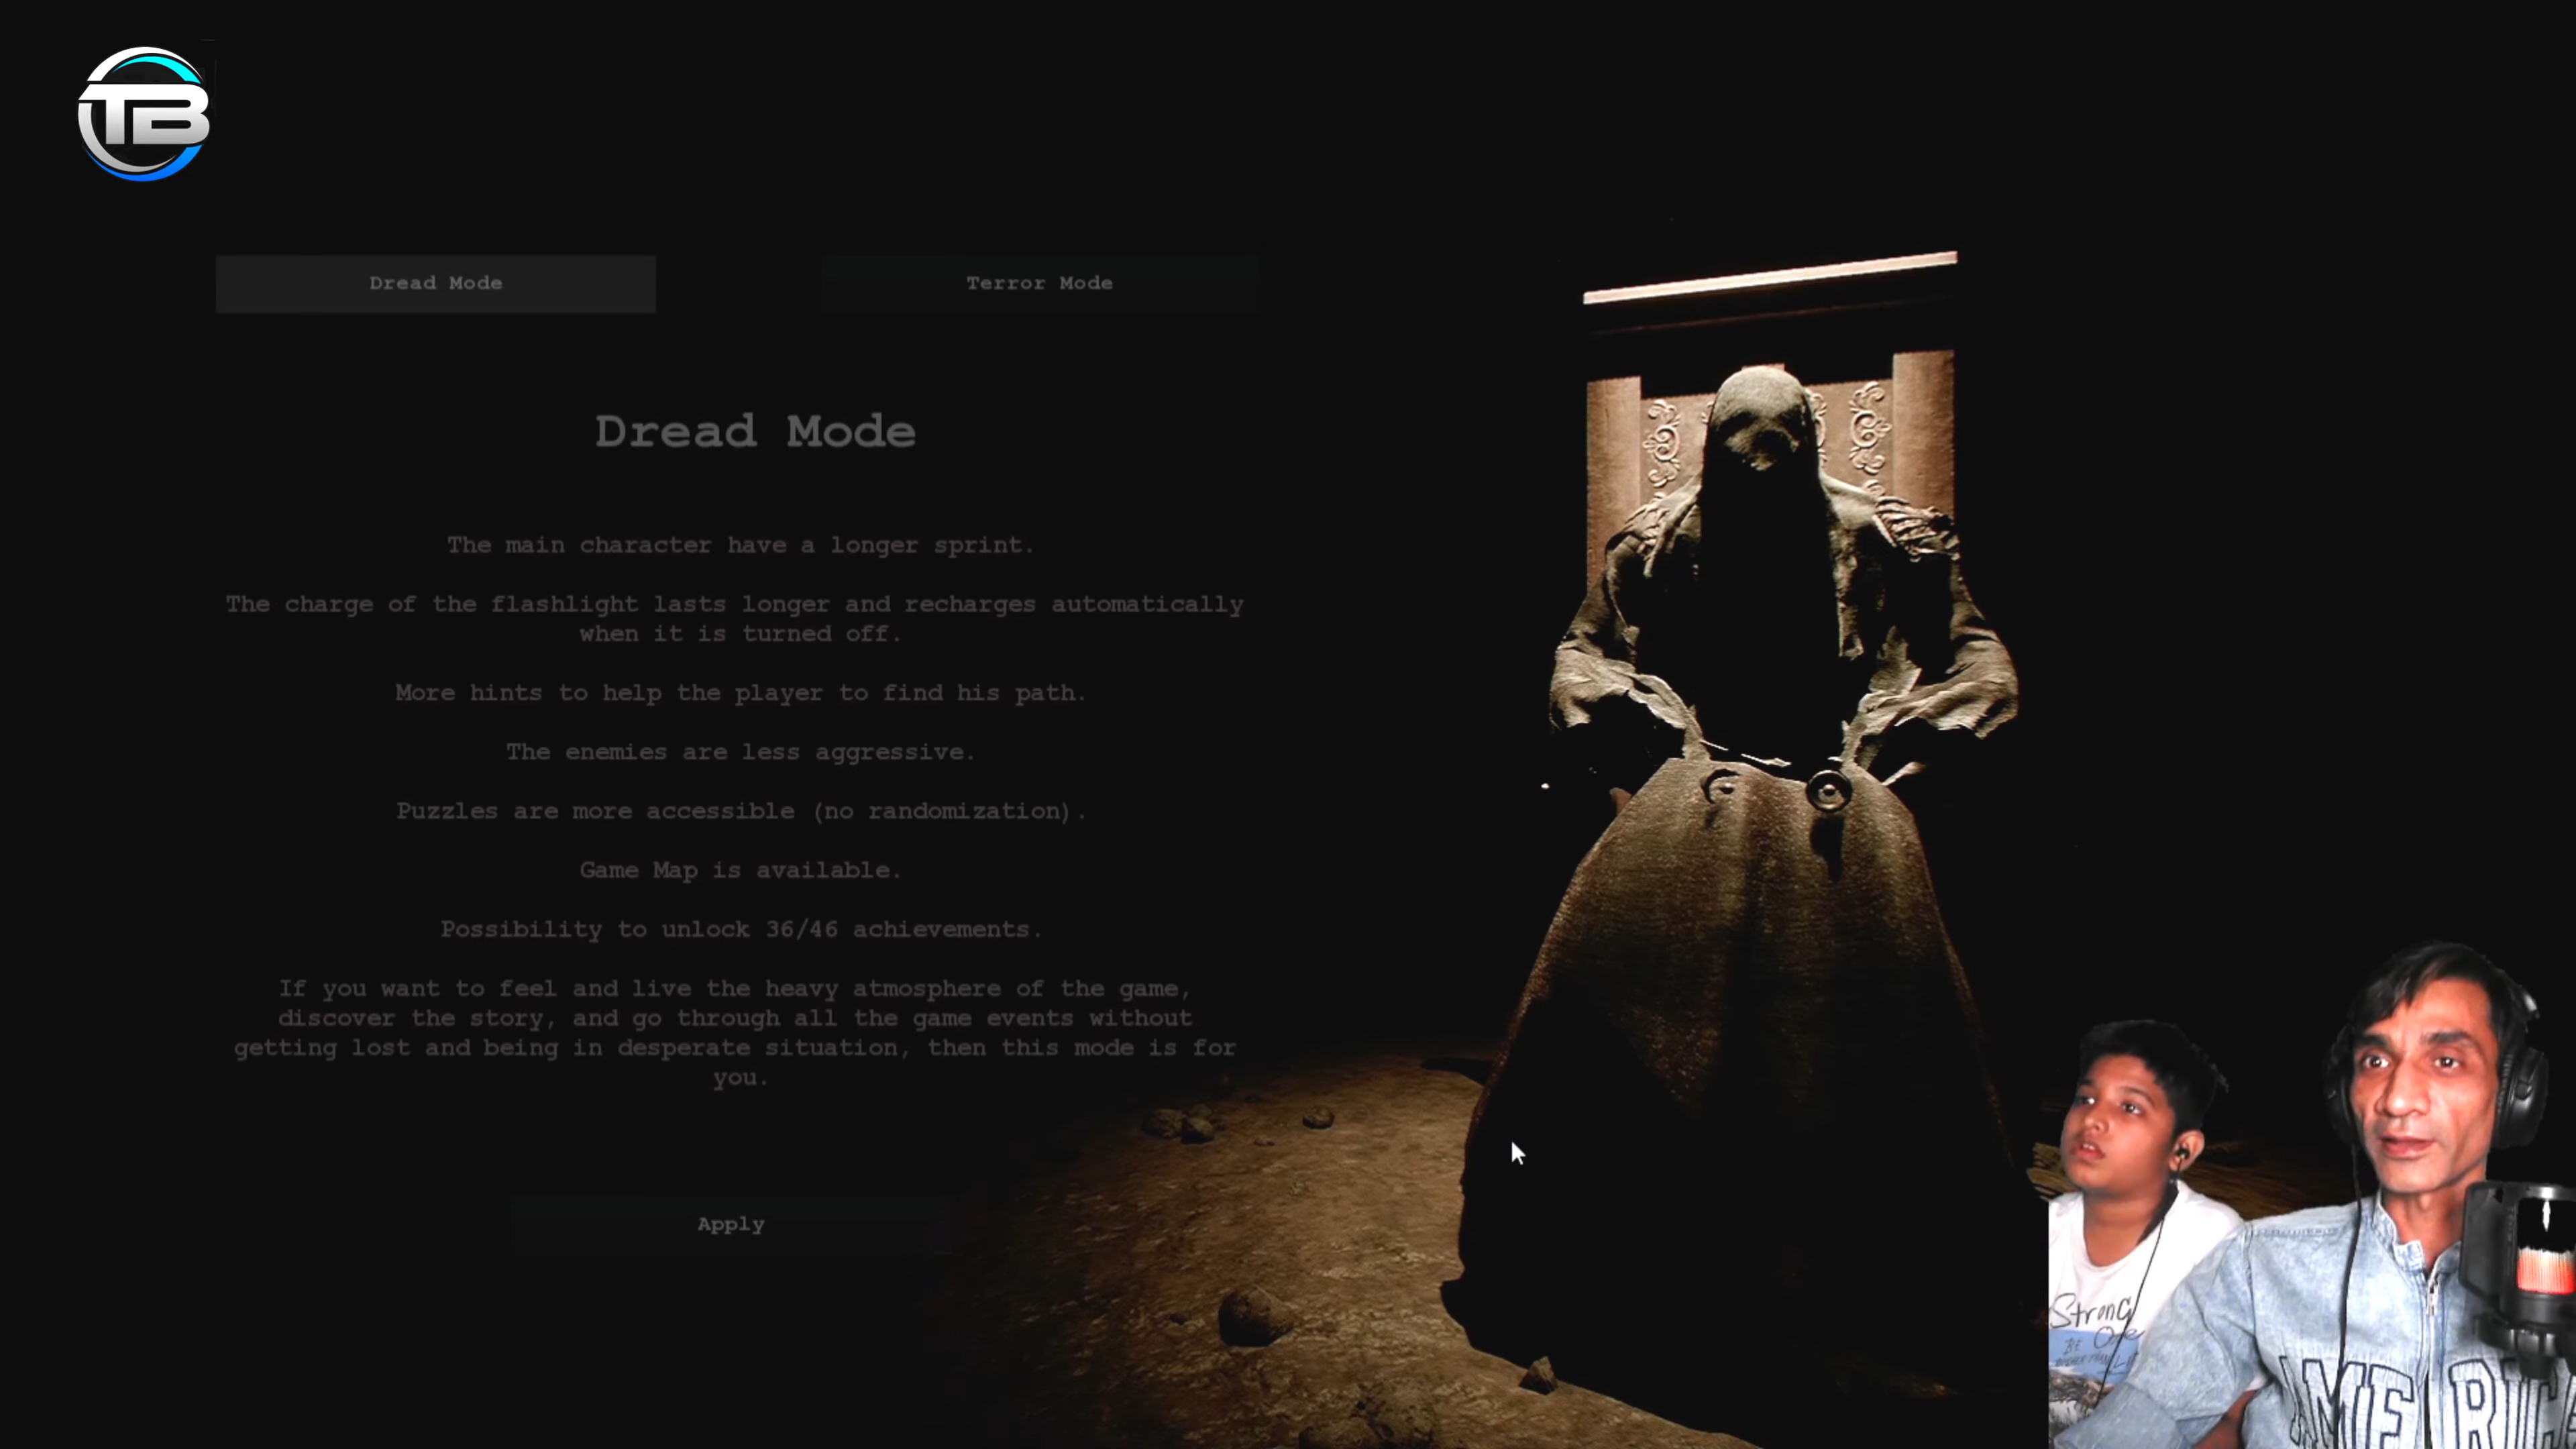 TB
Dread Mode
Terror Mode
Dread Mode
The main character have a longer sprint.
The charge of the flashlight lasts longer and recharges automatically
when it is turned off.
More hints to help the player to find his path.
The enemies are less aggressive.
Puzzles are more accessible (no randomization).
Game Map is available.
Possibility to unlock 36/46 achievements.
If you want to feel and live the heavy atmosphere of the game,
discover the story, and go through all the game events without
getting lost and being in desperate situation, then this mode is for
you.
Apply
Strong
BE